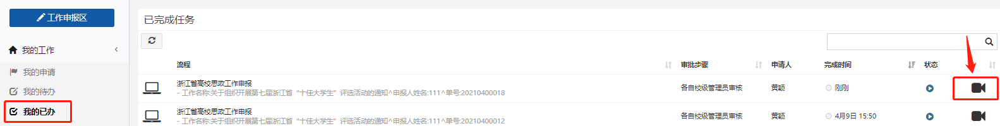 工作申报区
我的工作
我的申请
我的待办
我的已办
已完成任务
流程 审批步骤 申请人 完成时间 状态
浙江省高校思政工作申报
- 工作名称:关于组织开展第七届浙江省“十佳大学生”评选活动的通知^申报人姓名:111^单号:20210400018
各自校级管理员审核 黄颖 刚刚
浙江省高校思政工作申报
- 工作名称:关于组织开展第七届浙江省“十佳大学生”评选活动的通知^申报人姓名:111^单号:20210400012
各自校级管理员审核 黄颖 4月9日 15:50